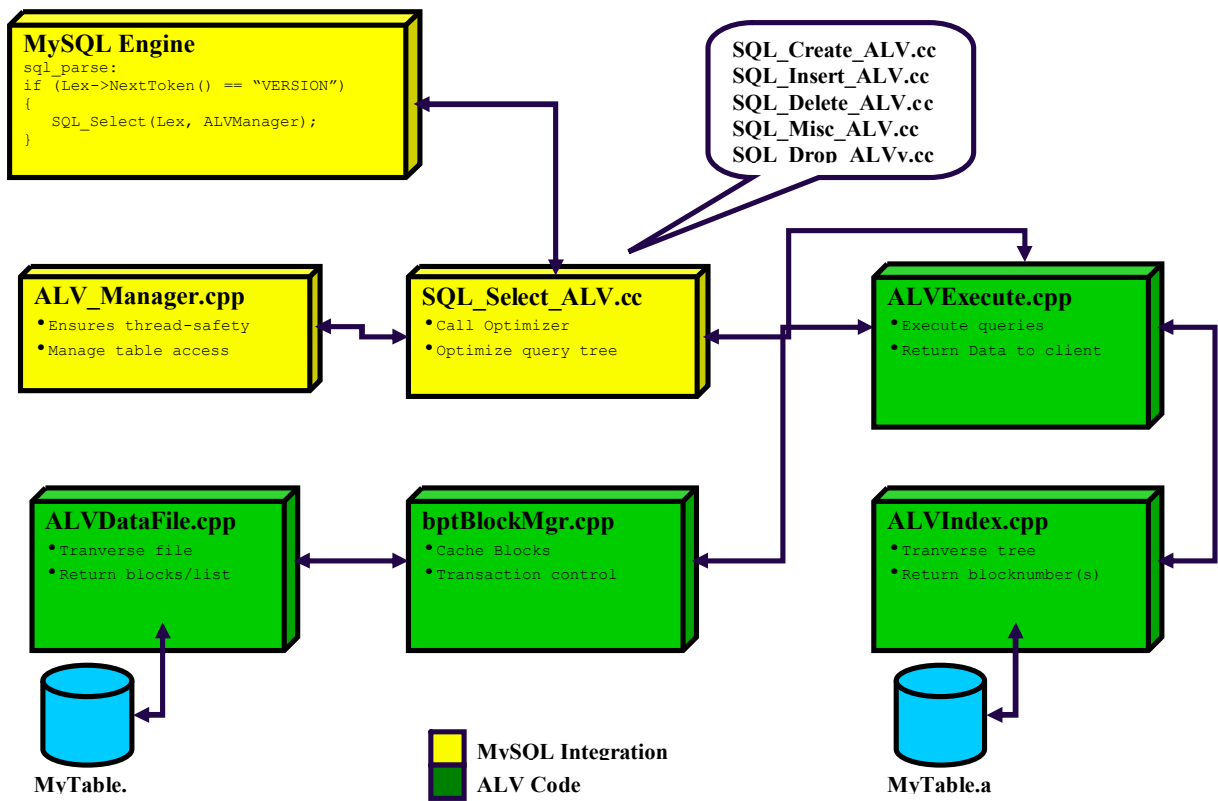 MySQL Engine
sql_parse:
if (Lex->NextToken() == “VERSION”)
{
SQL_Select(Lex, ALVManager);
}
SQL_Create_ALV.cc
SQL_Insert_ALV.cc
SQL_Delete_ALV.cc
SQL_Misc_ALV.cc
SQL_Drop_ALVv.cc
ALV_Manager.cpp
•Ensures thread-safety
•Manage table access
SQL_Select_ALV.cc
•Call Optimizer
•Optimize query tree
ALVExecute.cpp
•Execute queries
•Return Data to client
ALVDataFile.cpp
•Tranverse file
•Return blocks/list
bptBlockMgr.cpp
•Cache Blocks
•Transaction control
ALVIndex.cpp
•Tranverse tree
•Return blocknumber(s)
MyTable.
MyTable.a
MySQL Integration
ALV Code